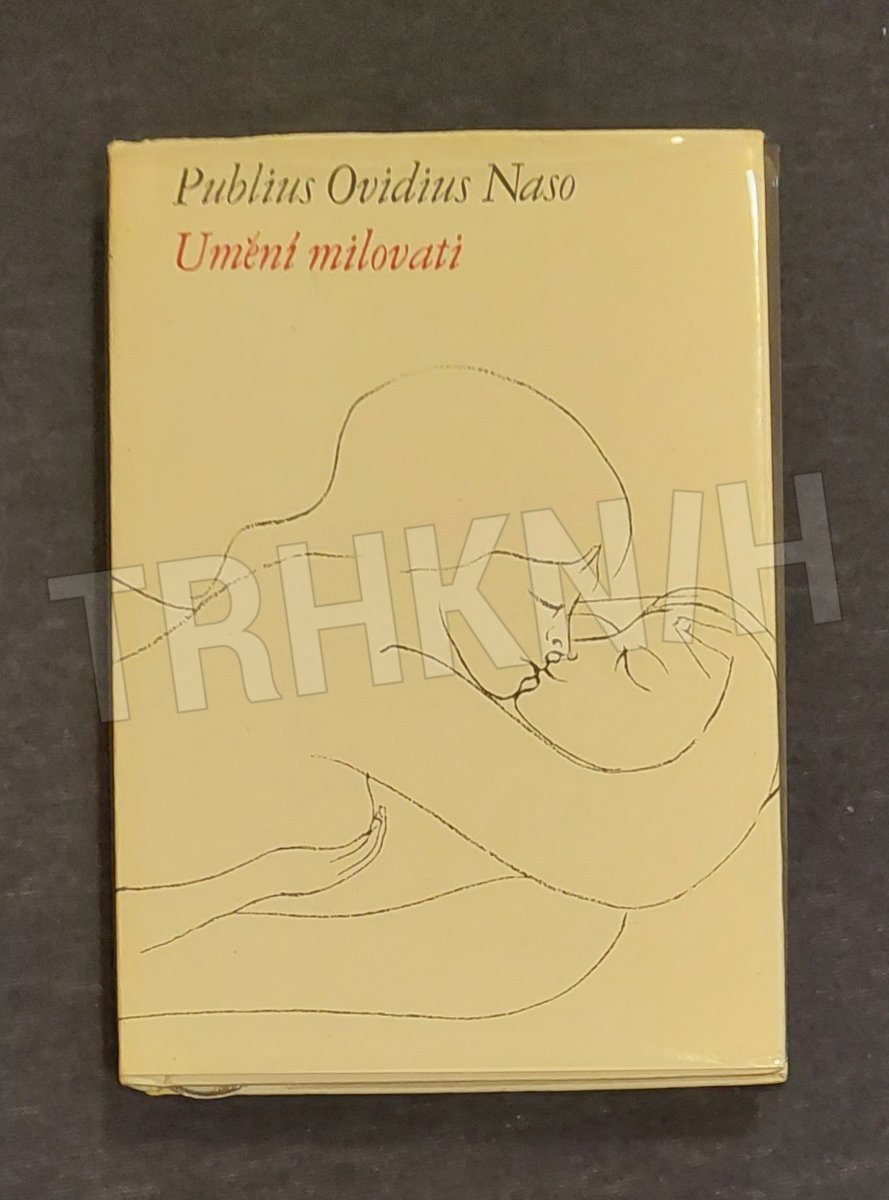 Publius Ovidius Naso
Umění milovati
TRHKNIH